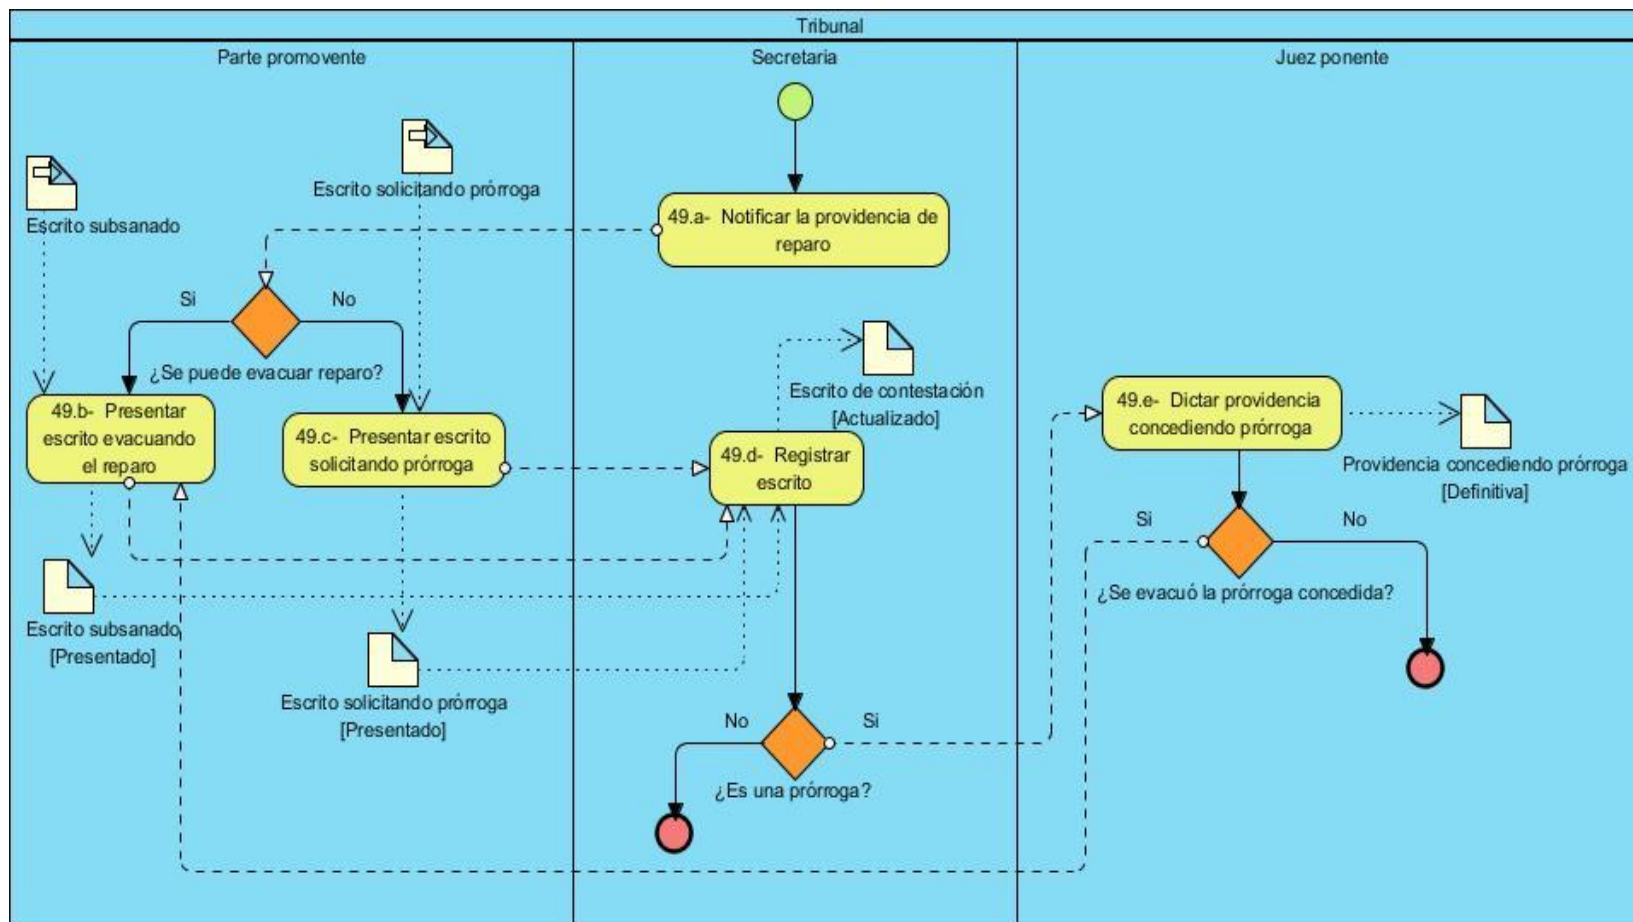 Tribunal
Parte promovente
Secretaria
Juez ponente
Escrito solicitando prórroga
Escrito subsanado
49.a- Notificar la providencia de
reparo
Si
No
¿Se puede evacuar reparo?
49.b- Presentar
escrito evacuando
el reparo
49.c- Presentar escrito
solicitando prórroga
Escrito de contestación
[Actualizado]
49.d- Registrar
escrito
49.e- Dictar providencia
concediendo prórroga
Providencia concediendo prórroga
[Definitiva]
Si
No
¿Se evacuó la prórroga concedida?
Escrito subsanado
[Presentado]
Escrito solicitando prórroga
[Presentado]
No
Si
¿Es una prórroga?